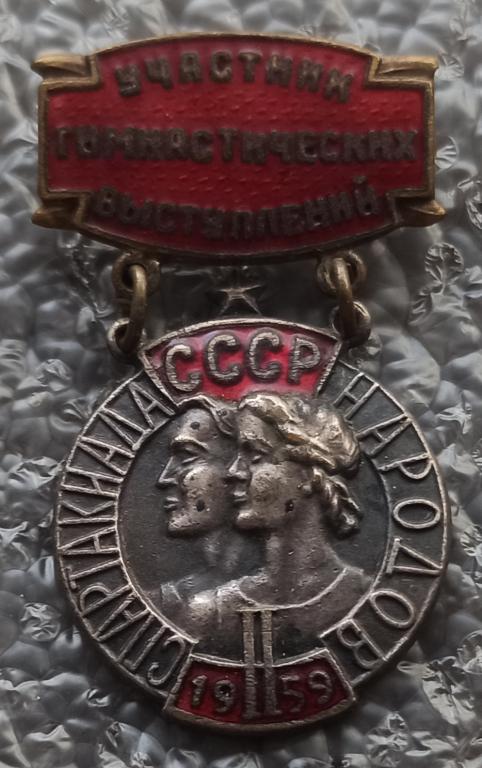 УЧАСТНИК
ГИМНАСТИЧЕСКИХ
ВЫСТУПЛЕНИЙ
СССР
СПАРТАКИАДА
НАРОДОВ
II
1959